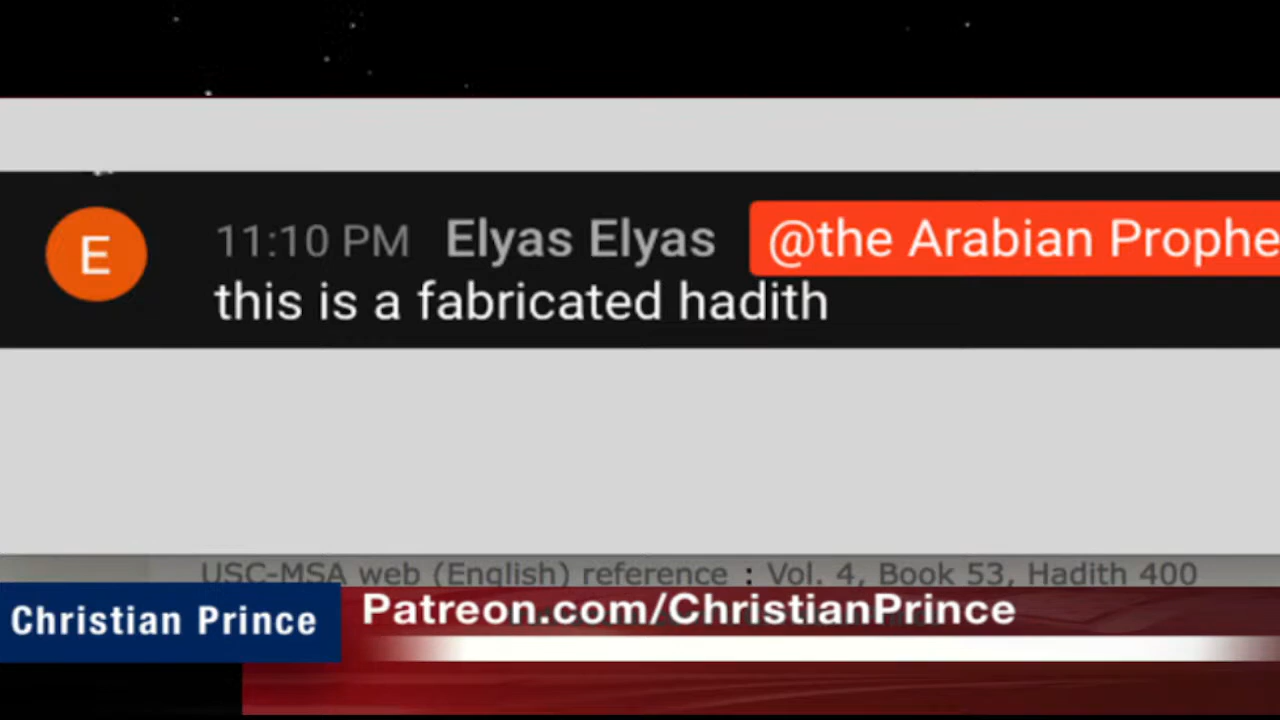 E
11:10 PM Elyas Elyas @the Arabian Prophe
this is a fabricated hadith
USC-MSA web (English) reference : Vol. 4, Book 53, Hadith 400
Christian Prince
Patreon.com/ChristianPrince